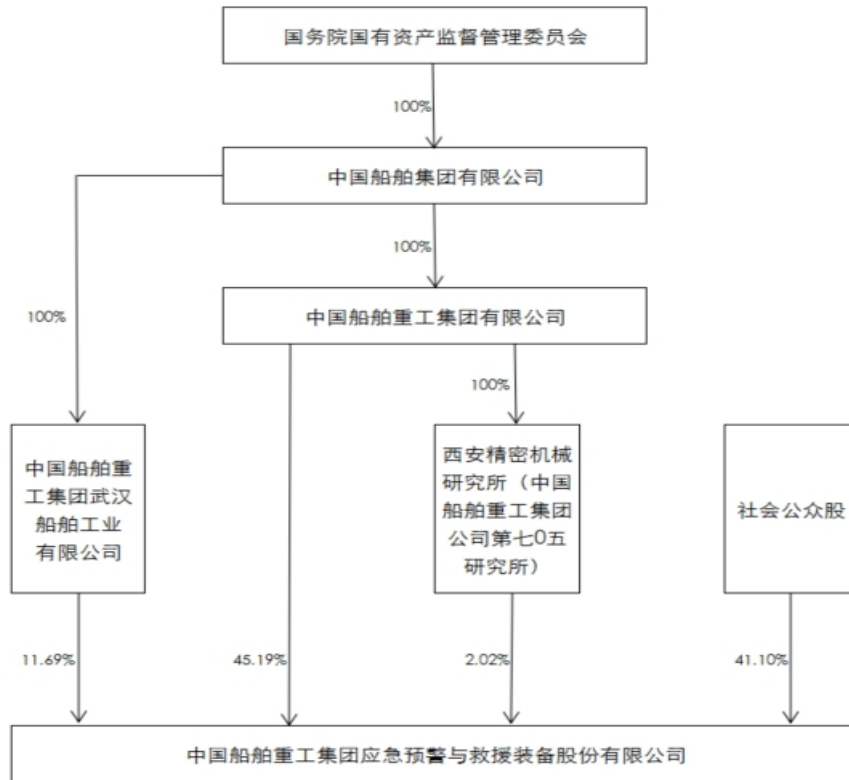 国务院国有资产监督管理委员会
100%
中国船舶集团有限公司
100%
100%
中国船舶重工集团有限公司
100%
中国船舶重
工集团武汉
船舶工业
有限公司
西安精密机械
研究所（中国
船舶重工集团
公司第七0五
研究所）
社会公众股
11.69%
45.19%
2.02%
41.10%
中国船舶重工集团应急预警与救援装备股份有限公司